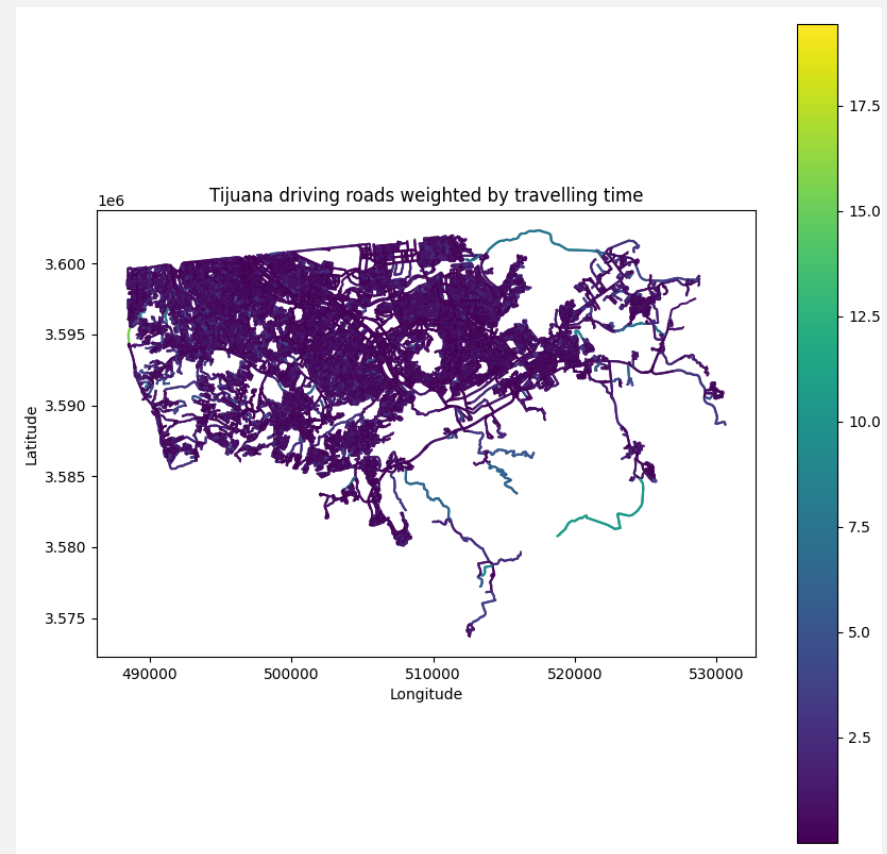 Tijuana driving roads weighted by travelling time
1e6
3.600
3.595
3.590
3.585
3.580
3.575
Latitude
490000 500000 510000 520000 530000
Longitude
17.5
15.0
12.5
10.0
7.5
5.0
2.5